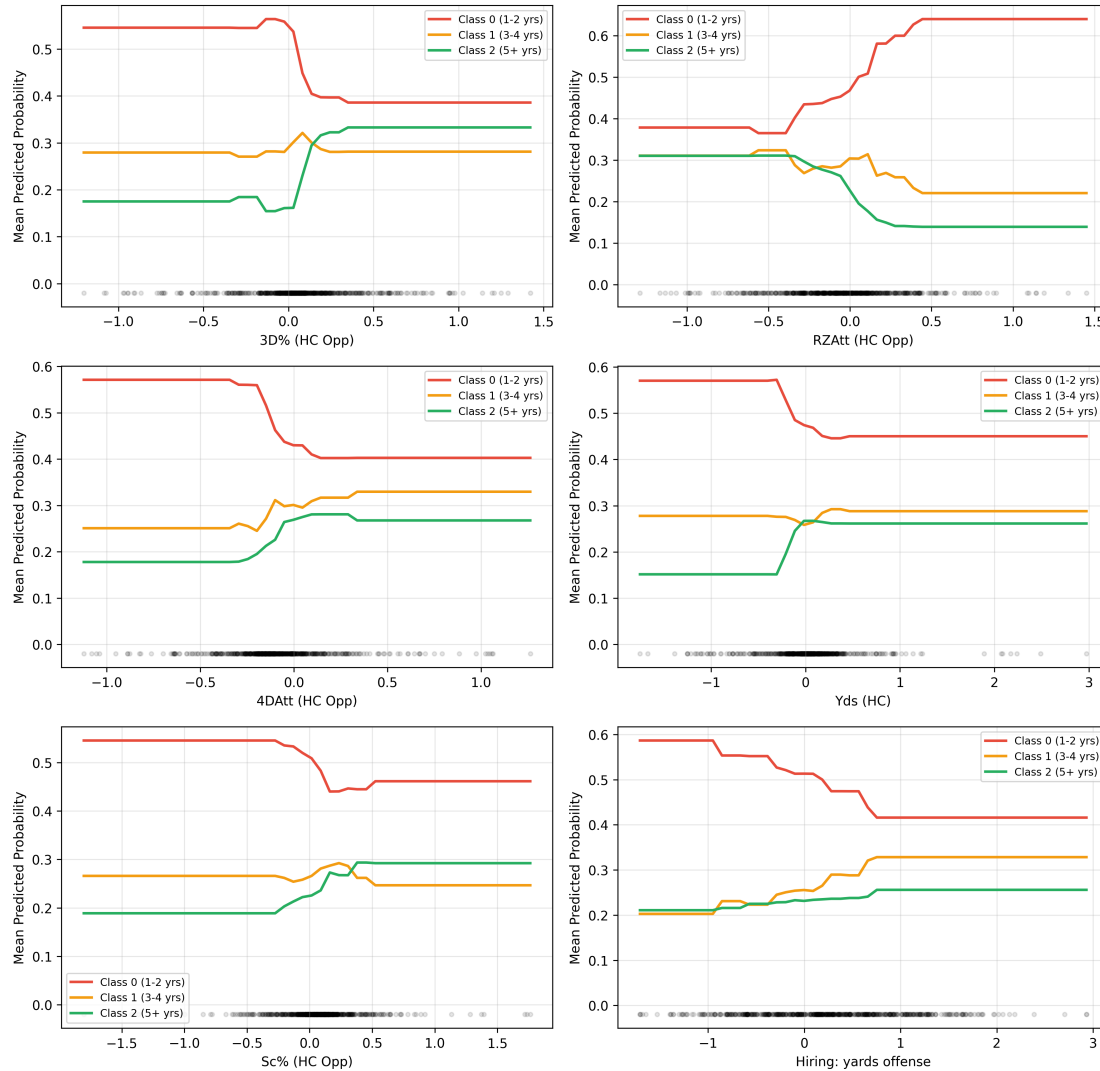 Class 0 (1-2 yrs)
Class 1 (3-4 yrs)
Class 2 (5+ yrs)
Mean Predicted Probability
0.5
0.4
0.3
0.2
0.1
0.0
−1.0 −0.5 0.0 0.5 1.0 1.5
3D% (HC Opp)
Class 0 (1-2 yrs)
Class 1 (3-4 yrs)
Class 2 (5+ yrs)
Mean Predicted Probability
0.6
0.5
0.4
0.3
0.2
0.1
0.0
−1.0 −0.5 0.0 0.5 1.0 1.5
RZAtt (HC Opp)
Class 0 (1-2 yrs)
Class 1 (3-4 yrs)
Class 2 (5+ yrs)
Mean Predicted Probability
0.6
0.5
0.4
0.3
0.2
0.1
0.0
−1.0 −0.5 0.0 0.5 1.0
4DAtt (HC Opp)
Class 0 (1-2 yrs)
Class 1 (3-4 yrs)
Class 2 (5+ yrs)
Mean Predicted Probability
0.6
0.5
0.4
0.3
0.2
0.1
0.0
−1 0 1 2 3
Yds (HC)
Mean Predicted Probability
0.5
0.4
0.3
0.2
0.1
0.0
Class 0 (1-2 yrs)
Class 1 (3-4 yrs)
Class 2 (5+ yrs)
−1.5 −1.0 −0.5 0.0 0.5 1.0 1.5
Sc% (HC Opp)
Class 0 (1-2 yrs)
Class 1 (3-4 yrs)
Class 2 (5+ yrs)
Mean Predicted Probability
0.6
0.5
0.4
0.3
0.2
0.1
0.0
−1 0 1 2 3
Hiring: yards offense